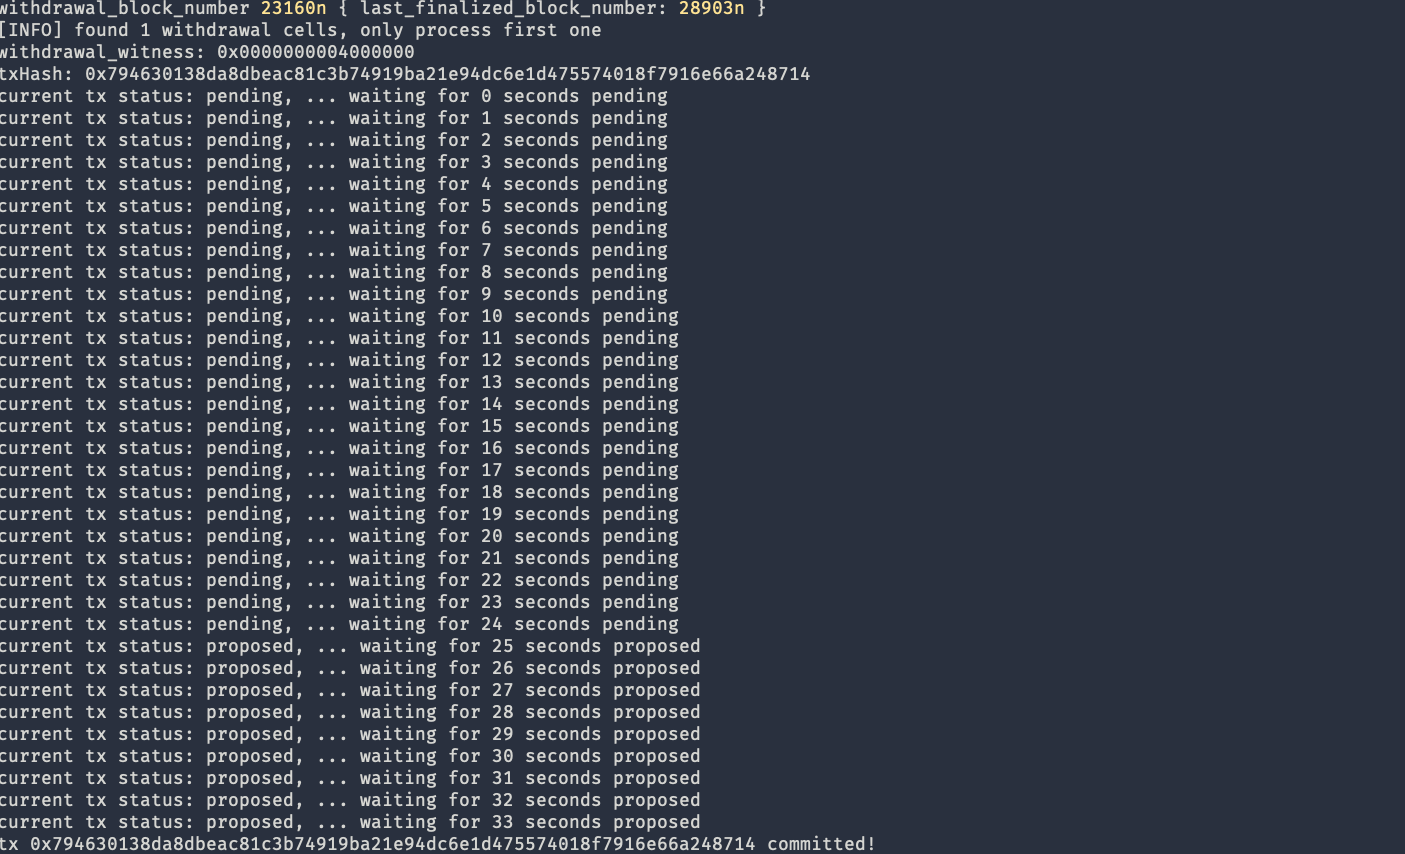 withdrawal_block_number 23160n { last_finalized_block_number: 28903n }
[INFO] found 1 withdrawal cells, only process first one
withdrawal_witness: 0x0000000004000000
txHash: 0x794630138da8dbeac81c3b74919ba21e94dc6e1d475574018f7916e66a248714
current tx status: pending, ... waiting for 0 seconds pending
current tx status: pending, ... waiting for 1 seconds pending
current tx status: pending, ... waiting for 2 seconds pending
current tx status: pending, ... waiting for 3 seconds pending
current tx status: pending, ... waiting for 4 seconds pending
current tx status: pending, ... waiting for 5 seconds pending
current tx status: pending, ... waiting for 6 seconds pending
current tx status: pending, ... waiting for 7 seconds pending
current tx status: pending, ... waiting for 8 seconds pending
current tx status: pending, ... waiting for 9 seconds pending
current tx status: pending, ... waiting for 10 seconds pending
current tx status: pending, ... waiting for 11 seconds pending
current tx status: pending, ... waiting for 12 seconds pending
current tx status: pending, ... waiting for 13 seconds pending
current tx status: pending, ... waiting for 14 seconds pending
current tx status: pending, ... waiting for 15 seconds pending
current tx status: pending, ... waiting for 16 seconds pending
current tx status: pending, ... waiting for 17 seconds pending
current tx status: pending, ... waiting for 18 seconds pending
current tx status: pending, ... waiting for 19 seconds pending
current tx status: pending, ... waiting for 20 seconds pending
current tx status: pending, ... waiting for 21 seconds pending
current tx status: pending, ... waiting for 22 seconds pending
current tx status: pending, ... waiting for 23 seconds pending
current tx status: pending, ... waiting for 24 seconds pending
current tx status: proposed, ... waiting for 25 seconds proposed
current tx status: proposed, ... waiting for 26 seconds proposed
current tx status: proposed, ... waiting for 27 seconds proposed
current tx status: proposed, ... waiting for 28 seconds proposed
current tx status: proposed, ... waiting for 29 seconds proposed
current tx status: proposed, ... waiting for 30 seconds proposed
current tx status: proposed, ... waiting for 31 seconds proposed
current tx status: proposed, ... waiting for 32 seconds proposed
current tx status: proposed, ... waiting for 33 seconds proposed
tx 0x794630138da8dbeac81c3b74919ba21e94dc6e1d475574018f7916e66a248714 committed!